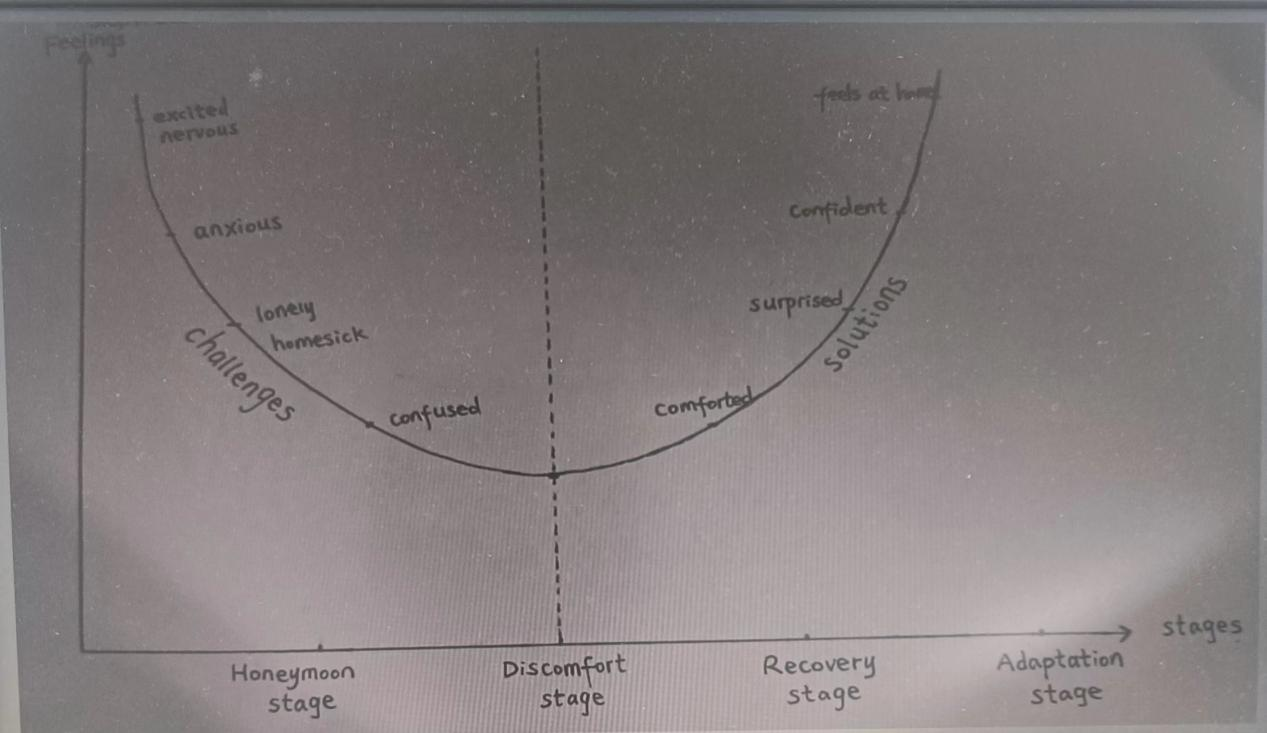 Feelings
excited
nervous
anxious
lonely
homesick
challenges
confused
feels at home
confident
surprised
solutions
comforted
stages
Honeymoon
stage
Discomfort
stage
Recovery
stage
Adaptation
stage